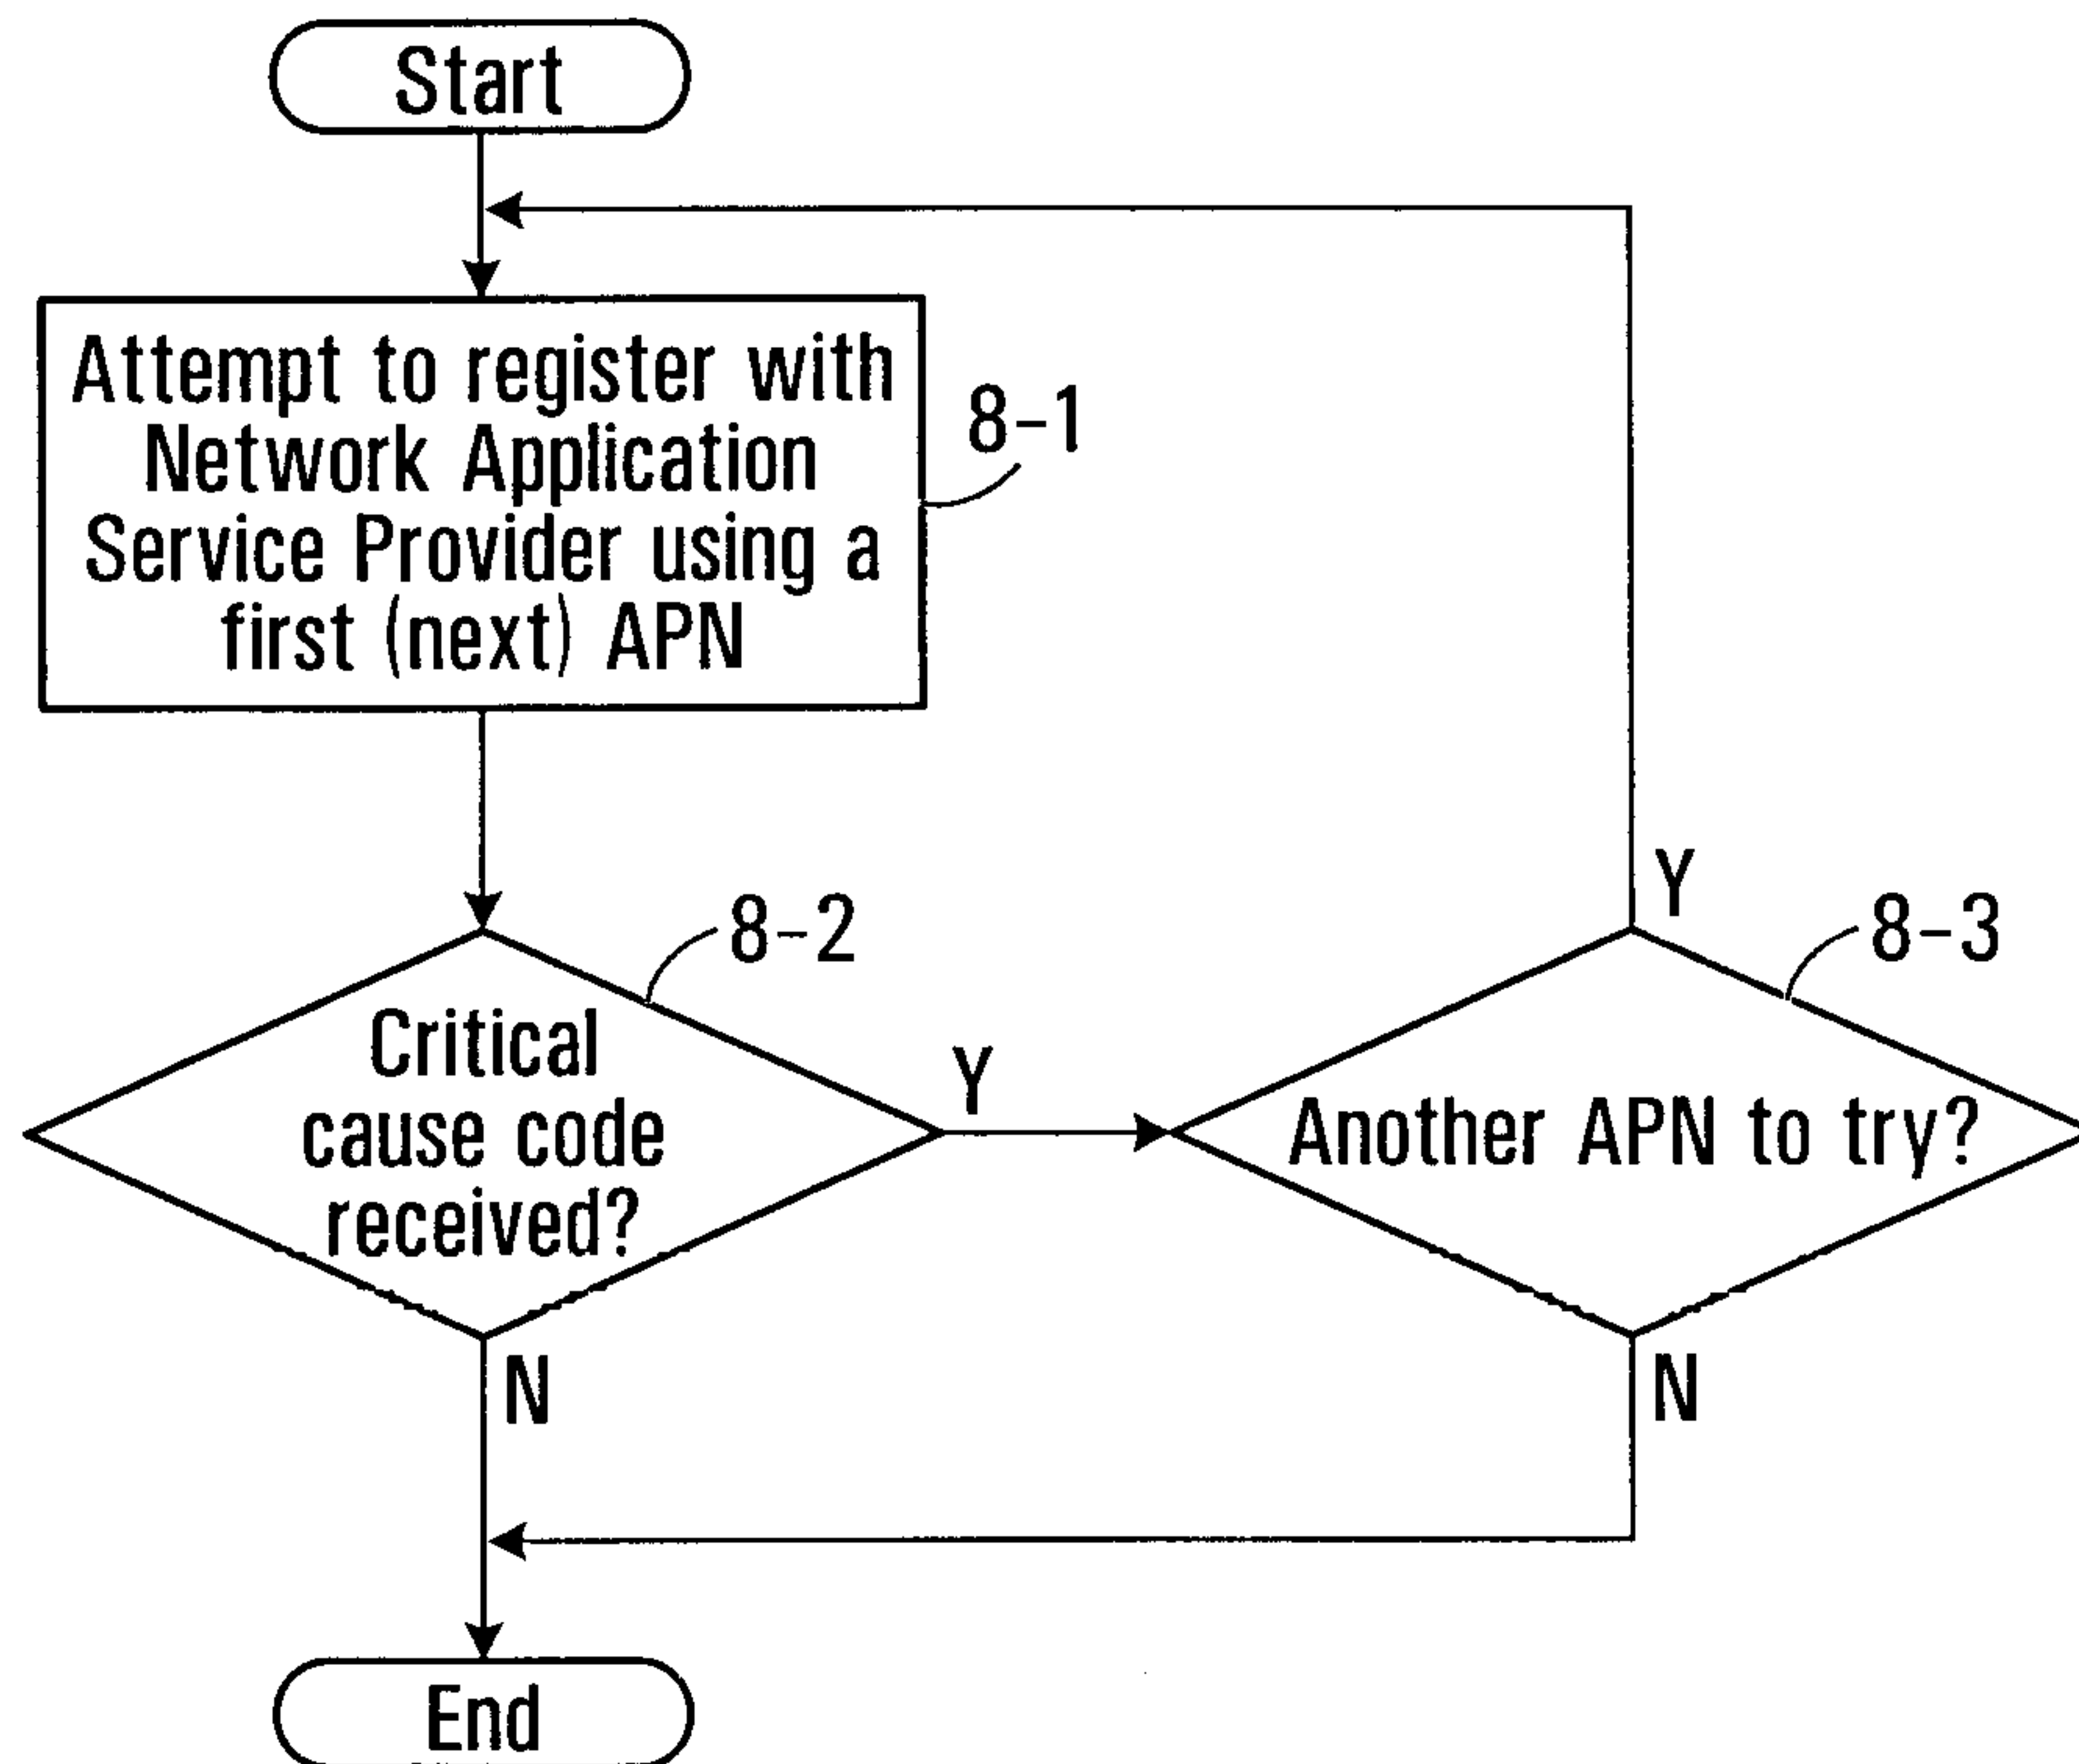 Start
Attempt to register with
Network Application
Service Provider using a
first (next) APN
8-1
8-2
Critical
cause code
received?
Y
N
8-3
Another APN to try?
Y
N
End